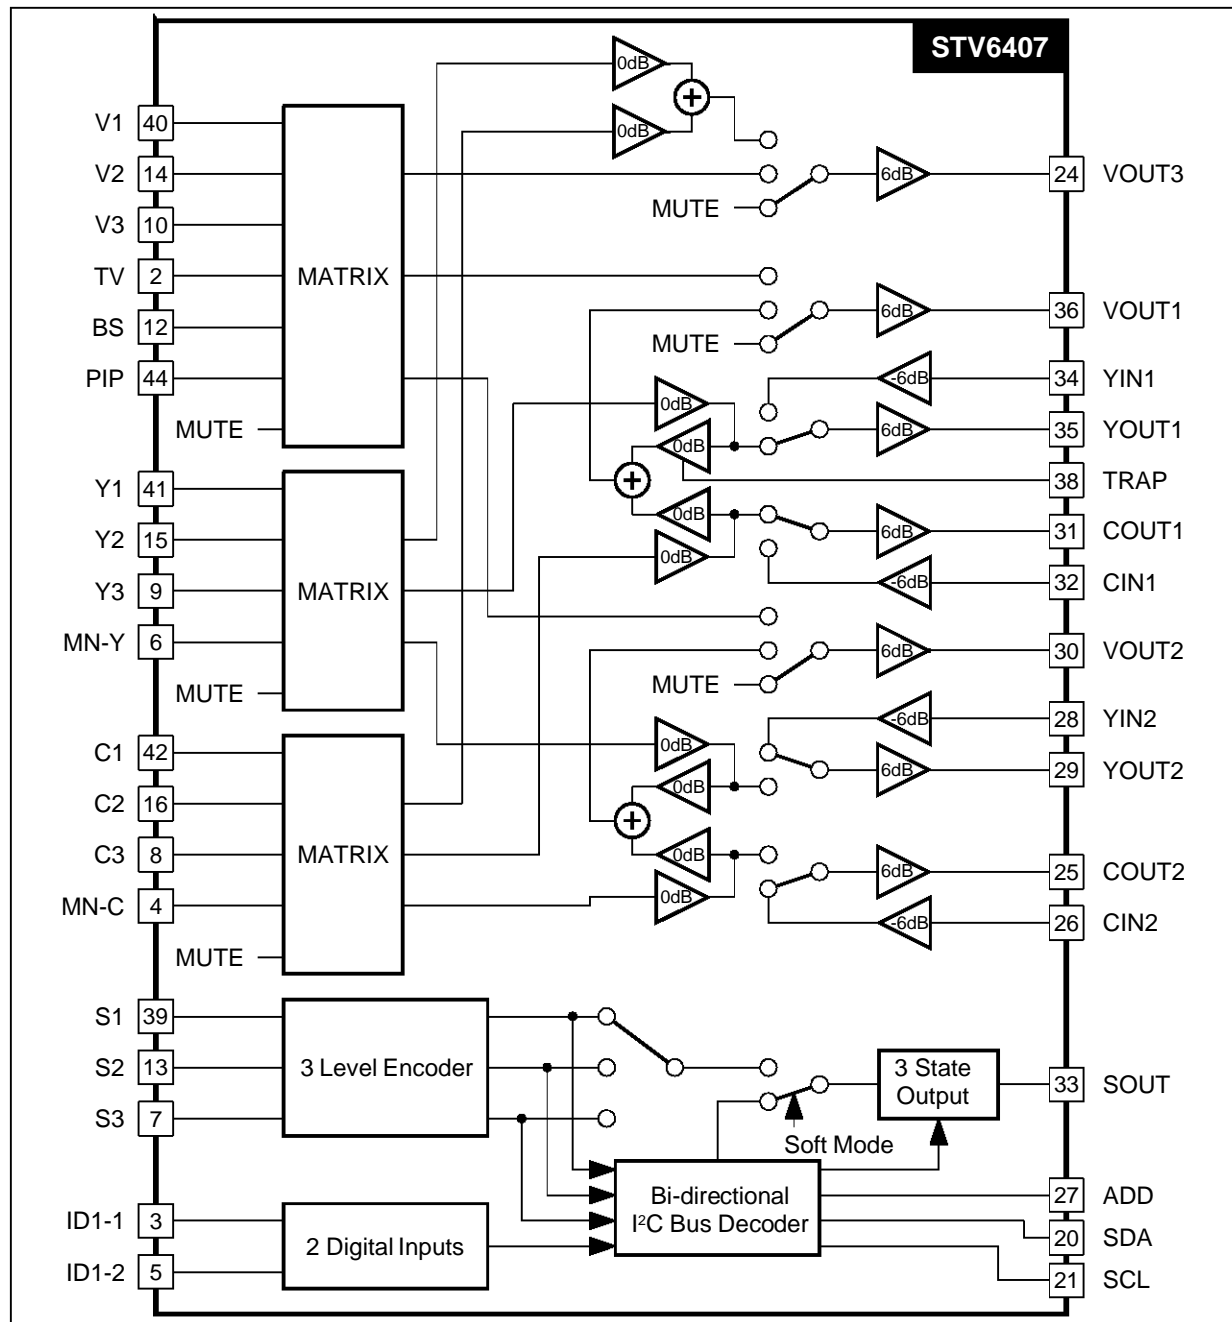 STV6407
0dB
V1 40
0dB
V2 14
MATRIX
MUTE
6dB
24 VOUT3
V3 10
TV 2
BS 12
MUTE
6dB
36 VOUT1
PIP 44
MUTE
-6dB
34 YIN1
0dB
6dB
35 YOUT1
0dB
38 TRAP
Y1 41
MATRIX
0dB
6dB
31 COUT1
Y2 15
0dB
Y3 9
-6dB
32 CIN1
MN-Y 6
MUTE
MUTE
6dB
30 VOUT2
-6dB
28 YIN2
C1 42
MATRIX
0dB
6dB
29 YOUT2
0dB
C2 16
C3 8
0dB
6dB
25 COUT2
MN-C 4
0dB
-6dB
26 CIN2
MUTE
S1 39
3 Level Encoder
S2 13
S3 7
3 State
Output
33 SOUT
Soft Mode
Bi-directional
I²C Bus Decoder
27 ADD
20 SDA
21 SCL
ID1-1 3
2 Digital Inputs
ID1-2 5